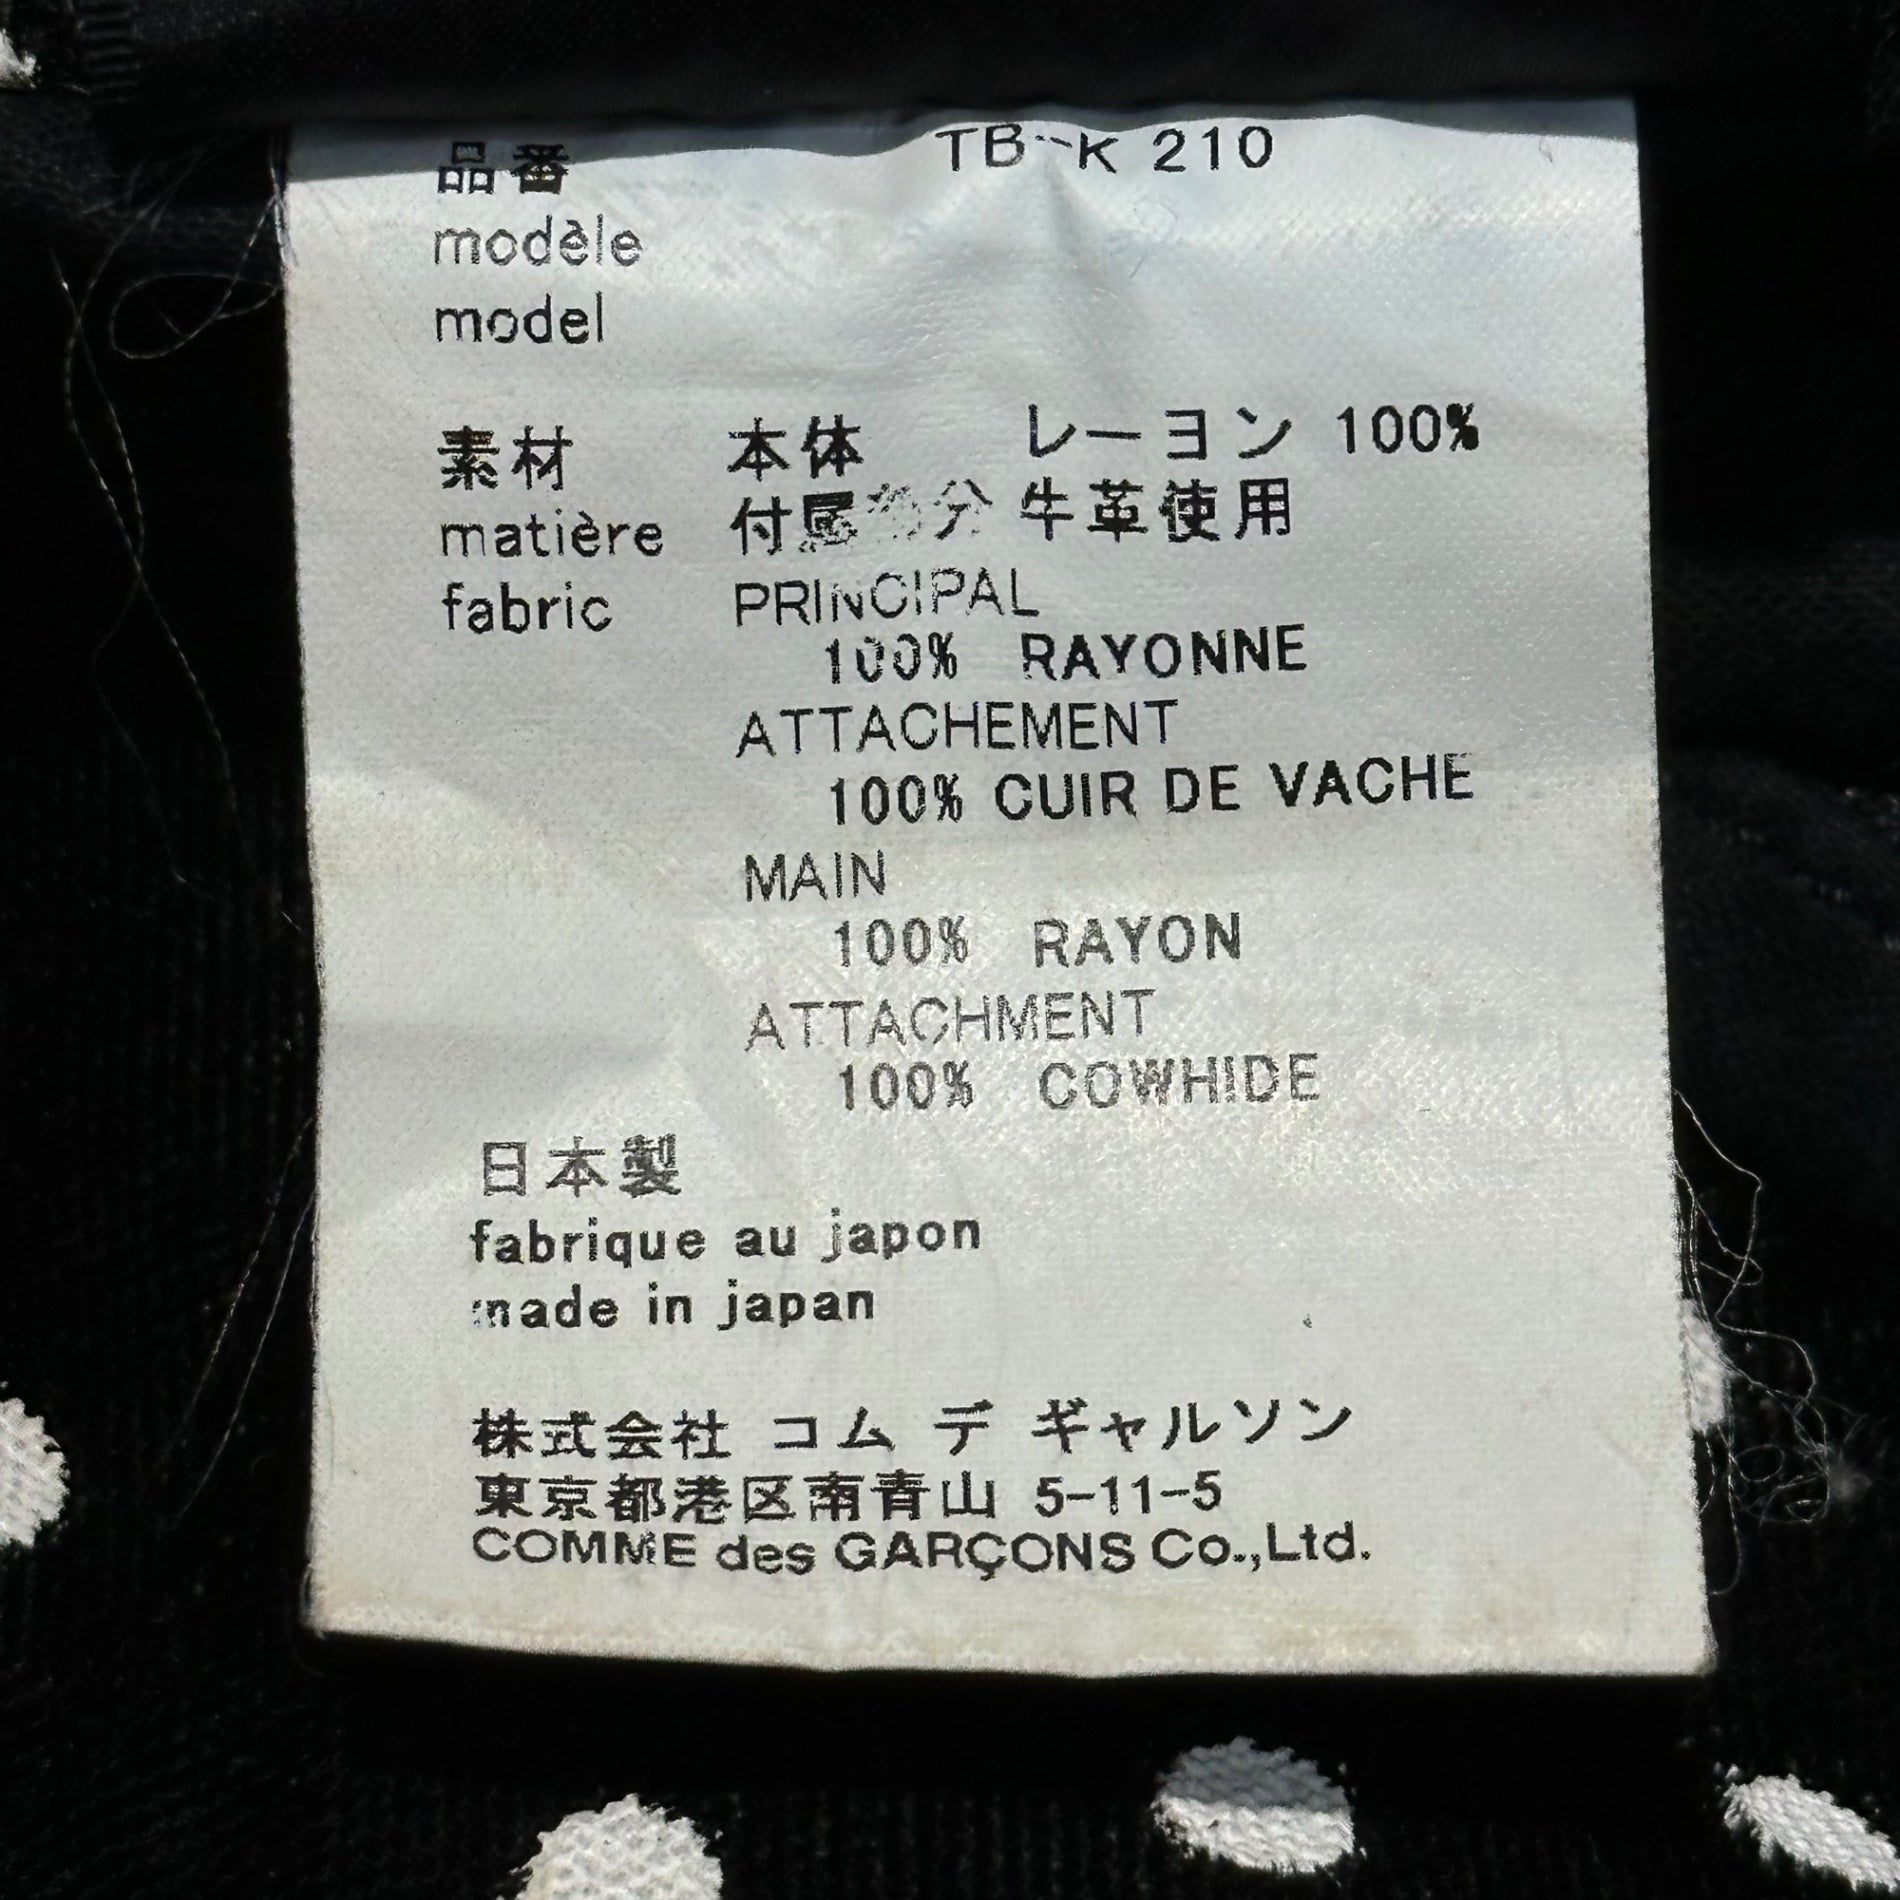 品番 TB-K 210
modèle
model
素材 本体 レーヨン 100%
matière 付属部分 牛革使用
fabric PRINCIPAL
100% RAYONNE
ATTACHEMENT
100% CUIR DE VACHE
MAIN
100% RAYON
ATTACHMENT
100% COWHIDE
日本製
fabrique au japon
made in japan
株式会社 コム デ ギャルソン
東京都港区南青山 5-11-5
COMME des GARÇONS Co.,Ltd.